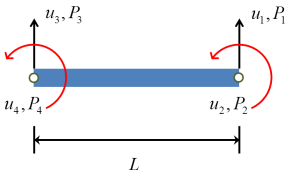 u₃, P₃ u₁, P₁
u₄, P₄ u₂, P₂
L